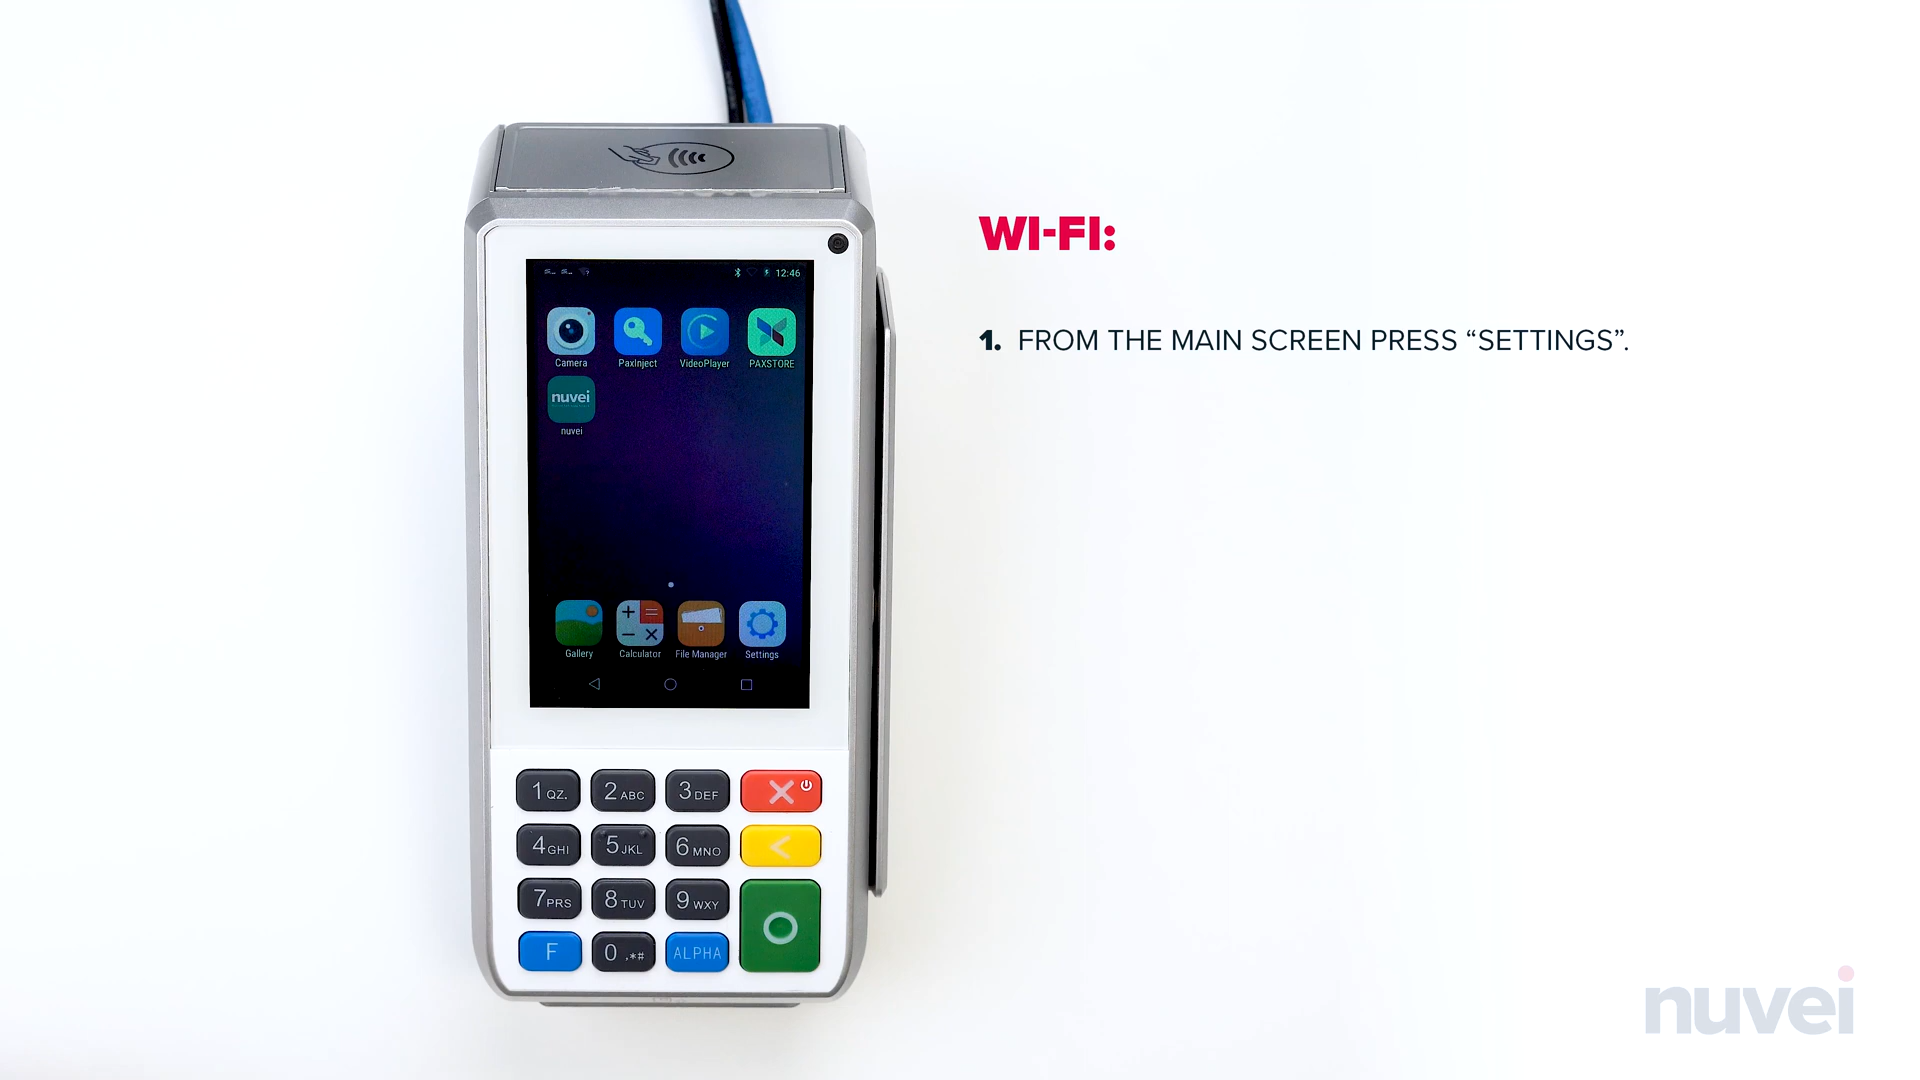 WI-FI:
1. FROM THE MAIN SCREEN PRESS “SETTINGS”.
12:46
Camera PaxInject VideoPlayer PAXSTORE
nuvei
nuvei
Gallery Calculator File Manager Settings
1 QZ. 2 ABC 3 DEF
4 GHI 5 JKL 6 MNO
7 PRS 8 TUV 9 WXY
F 0 ,*# ALPHA
nuvei